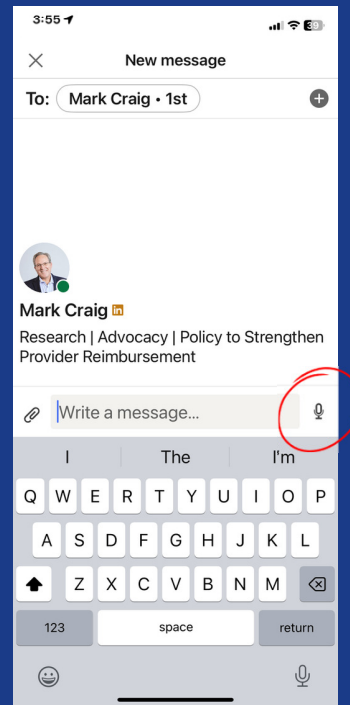 3:55
39
New message
To: Mark Craig • 1st
Mark Craig in
Research | Advocacy | Policy to Strengthen
Provider Reimbursement
Write a message...
I The I'm
Q W E R T Y U I O P
A S D F G H J K L
Z X C V B N M
123 space return